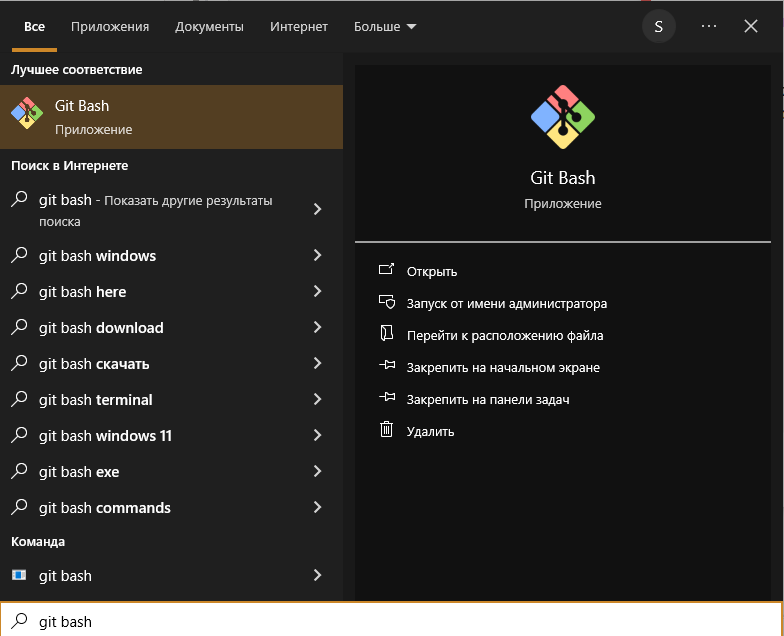 Все Приложения Документы Интернет Больше S ...
Лучшее соответствие
Git Bash
Приложение
Поиск в Интернете
git bash - Показать другие результаты
поиска
git bash windows
git bash here
git bash download
git bash скачать
git bash terminal
git bash windows 11
git bash exe
git bash commands
Команда
git bash
git bash
Git Bash
Приложение
Открыть
Запуск от имени администратора
Перейти к расположению файла
Закрепить на начальном экране
Закрепить на панели задач
Удалить